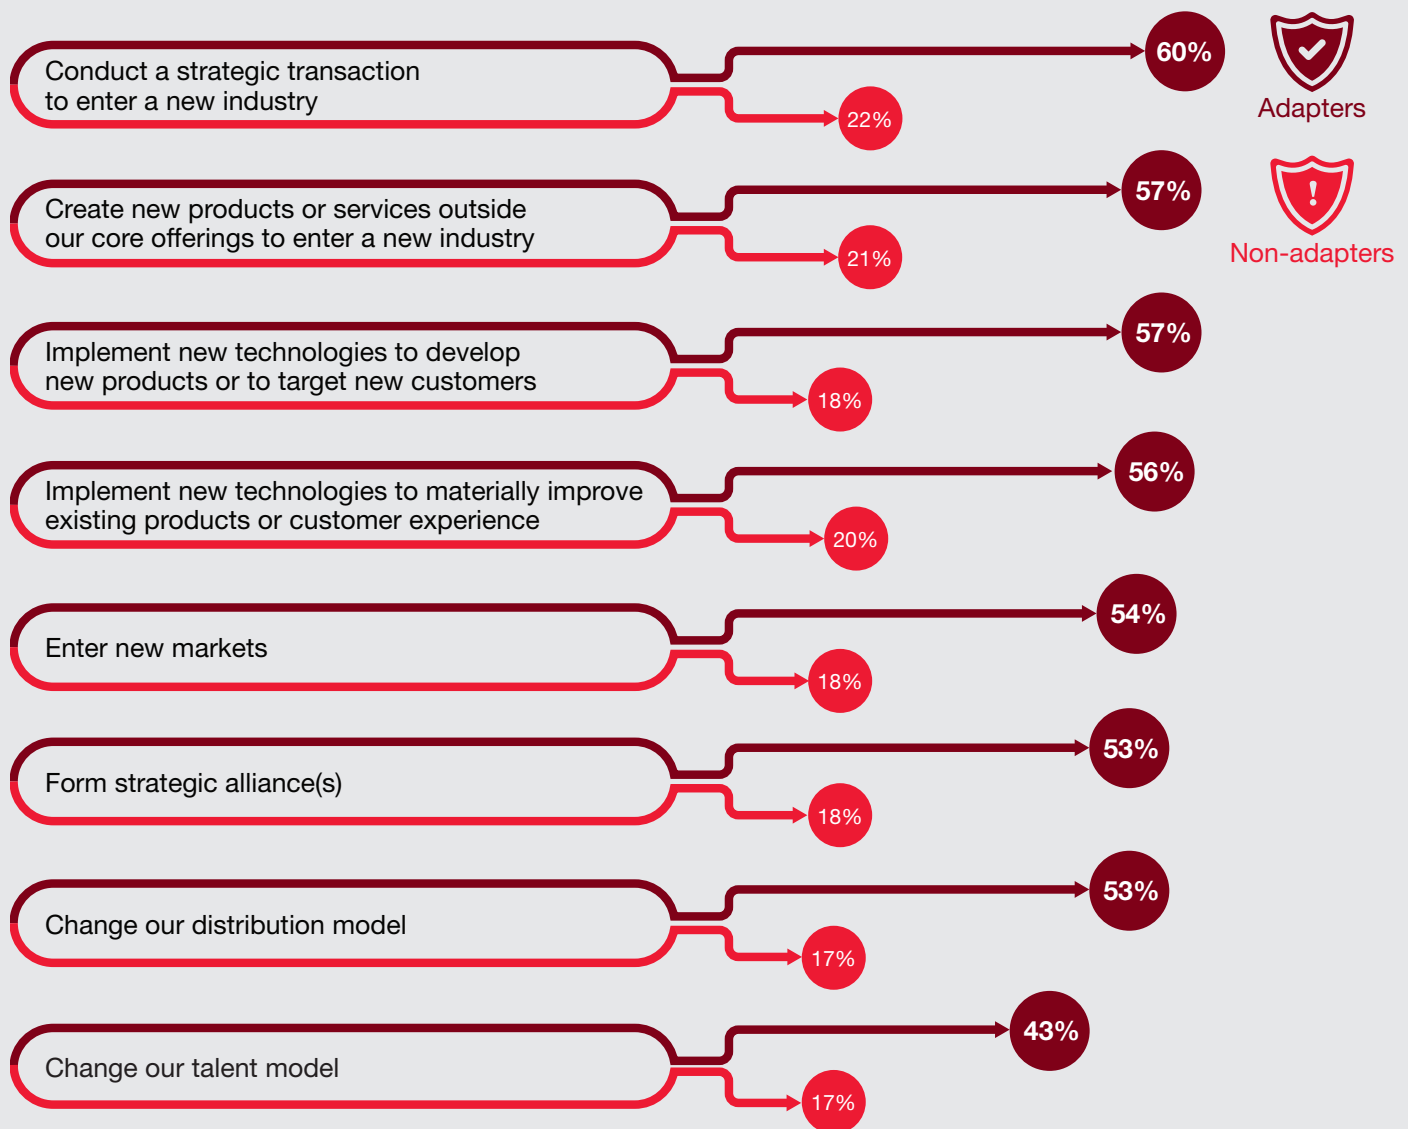 Conduct a strategic transaction
to enter a new industry
60%
22%
Adapters
Create new products or services outside
our core offerings to enter a new industry
57%
21%
!
Non-adapters
Implement new technologies to develop
new products or to target new customers
57%
18%
Implement new technologies to materially improve
existing products or customer experience
56%
20%
Enter new markets
54%
18%
Form strategic alliance(s)
53%
18%
Change our distribution model
53%
17%
Change our talent model
43%
17%